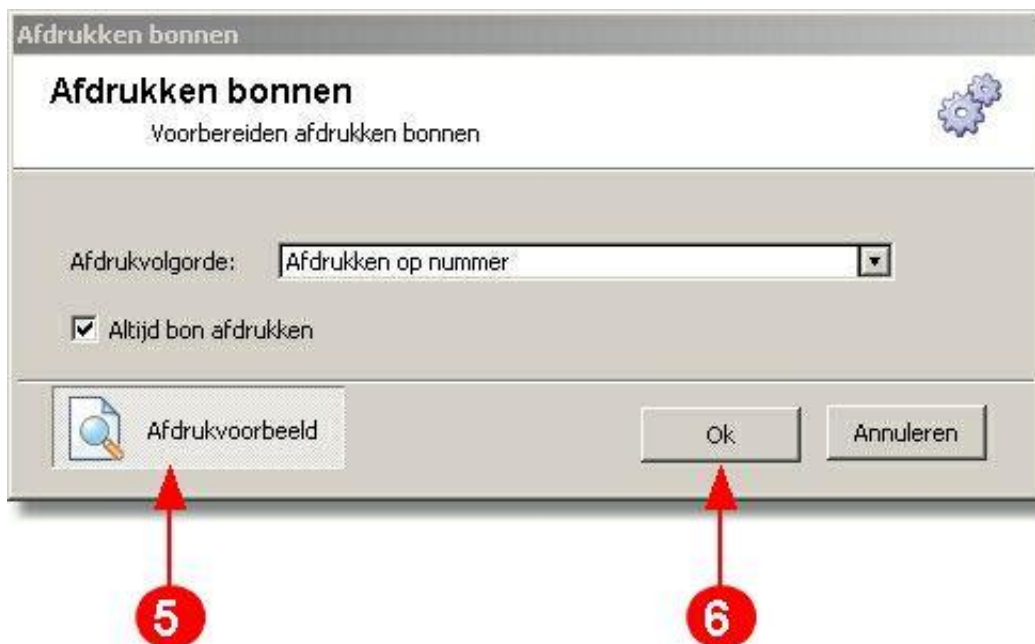 Afdrukken bonnen
Afdrukken bonnen
Voorbereiden afdrukken bonnen
Afdrukvolgorde: Afdrukken op nummer
Altijd bon afdrukken
Afdrukvoorbeeld Ok Annuleren
5 6